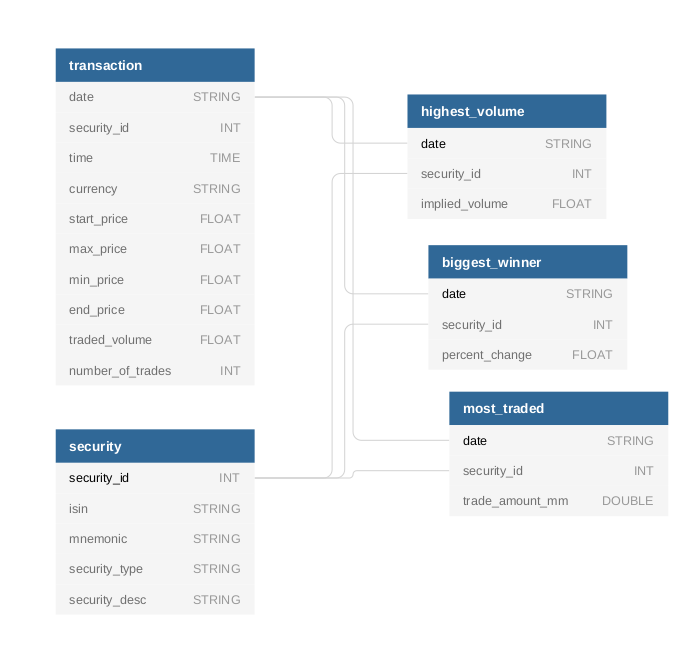 transaction
date STRING
security_id INT
time TIME
currency STRING
start_price FLOAT
max_price FLOAT
min_price FLOAT
end_price FLOAT
traded_volume FLOAT
number_of_trades INT
security
security_id INT
isin STRING
mnemonic STRING
security_type STRING
security_desc STRING
highest_volume
date STRING
security_id INT
implied_volume FLOAT
biggest_winner
date STRING
security_id INT
percent_change FLOAT
most_traded
date STRING
security_id INT
trade_amount_mm DOUBLE